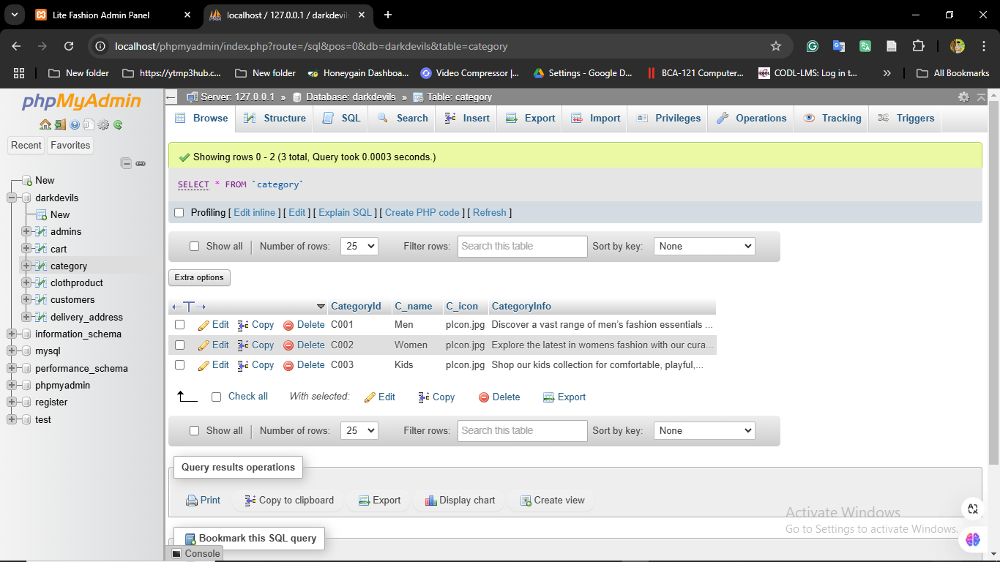 Lite Fashion Admin Panel
localhost / 127.0.0.1 / darkdevils
localhost/phpmyadmin/index.php?route=/sql&pos=0&db=darkdevils&table=category
New folder https://ytmp3hub.c... New folder Honeygain Dashboa... Video Compressor |... Settings - Google D... BCA-121 Computer... CODL-LMS: Log in t... » All Bookmarks
phpMyAdmin
Recent Favorites
New
darkdevils
New
admins
cart
category
clothproduct
customers
delivery_address
information_schema
mysql
performance_schema
phpmyadmin
register
test
Server: 127.0.0.1 » Database: darkdevils » Table: category
Browse Structure SQL Search Insert Export Import Privileges Operations Tracking Triggers
Showing rows 0 - 2 (3 total, Query took 0.0003 seconds.)
SELECT * FROM `category`
Profiling [ Edit inline ] [ Edit ] [ Explain SQL ] [ Create PHP code ] [ Refresh ]
Show all Number of rows: 25 Filter rows: Search this table Sort by key: None
Extra options
CategoryId C_name C_icon CategoryInfo
Edit Copy Delete C001 Men pIcon.jpg Discover a vast range of men's fashion essentials ...
Edit Copy Delete C002 Women pIcon.jpg Explore the latest in womens fashion with our cura...
Edit Copy Delete C003 Kids pIcon.jpg Shop our kids collection for comfortable, playful,...
Check all With selected: Edit Copy Delete Export
Show all Number of rows: 25 Filter rows: Search this table Sort by key: None
Query results operations
Print Copy to clipboard Export Display chart Create view
Bookmark this SQL query
Console
Activate Windows
Go to Settings to activate Windows.